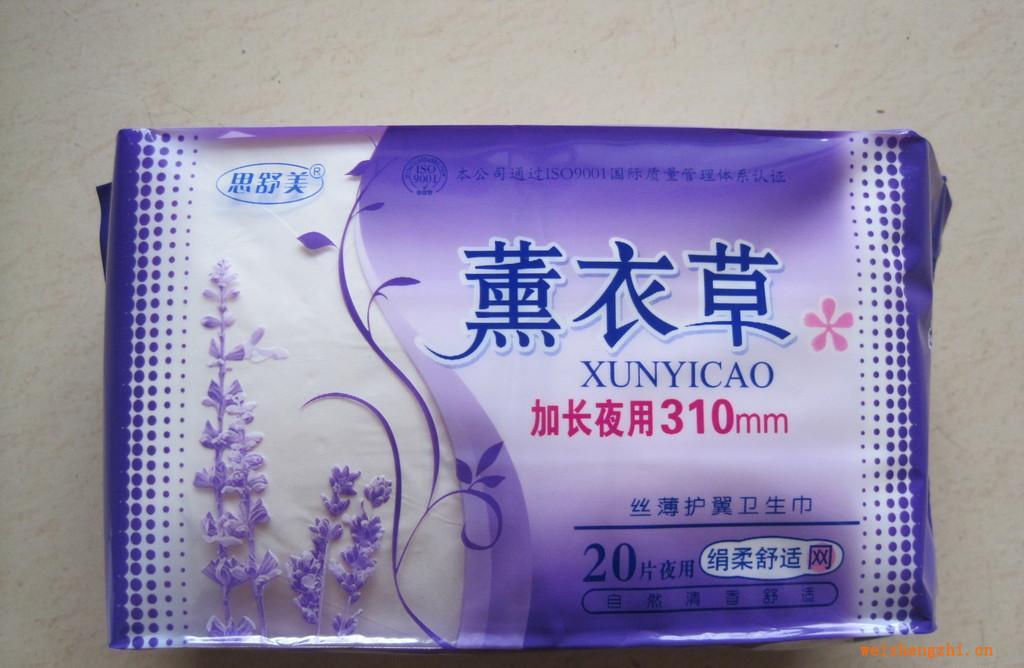 思舒美®
ISO 9001
本公司通过ISO9001国际质量管理体系认证
薰衣草
XUNYICAO
加长夜用310mm
丝薄护翼卫生巾
20片夜用 绢柔舒适网
自然清香舒适
weizhengzhi.cn